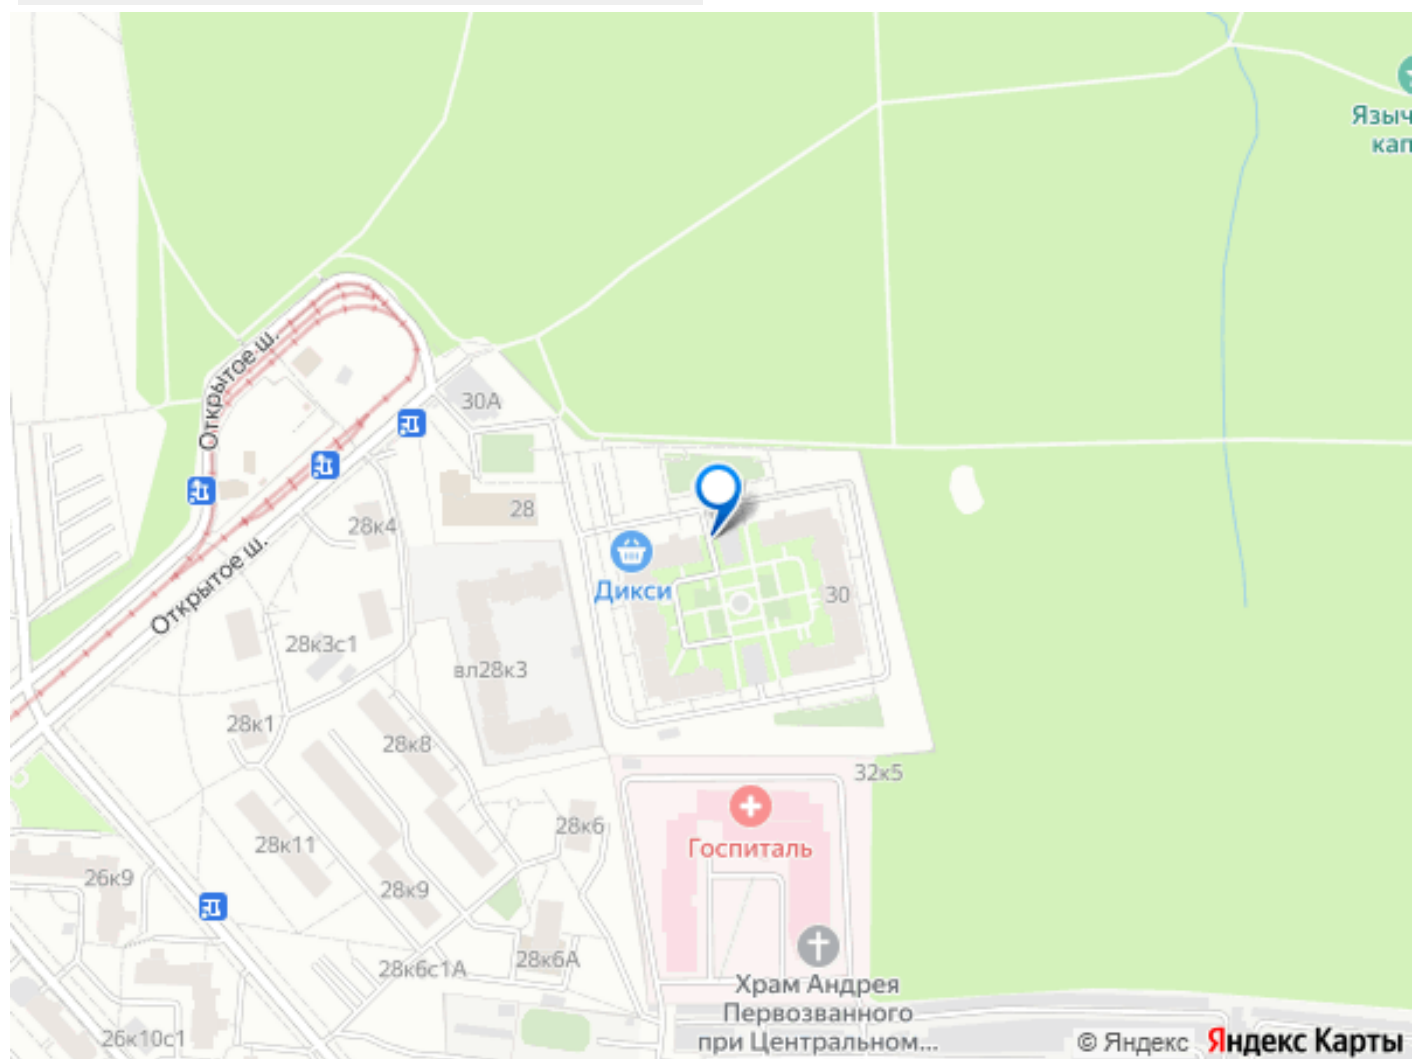 Языч
кап
Открытое ш.
30А
28
28к4
Дикси
30
Открытое ш.
28к3с1
вл28к3
28к1
28к8
32к5
28к6
28к11
Госпиталь
26к9
28к9
28к6А
28к6с1А
Храм Андрея
Первозванного
при Центральном...
26к10с1
© Яндекс Яндекс Карты